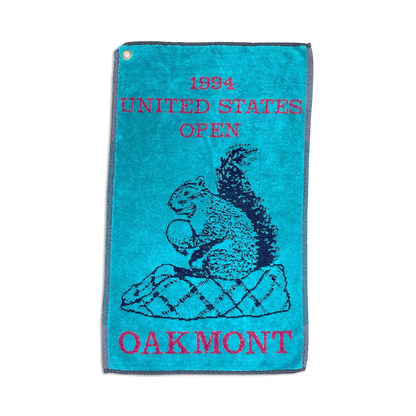 1994
UNITED STATES
OPEN
OAKMONT